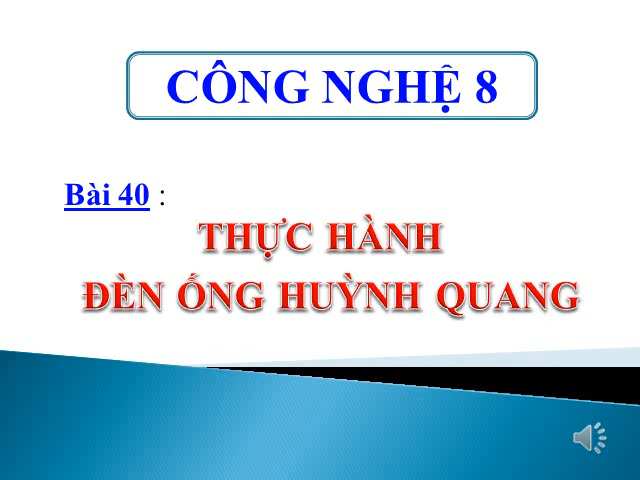 CÔNG NGHỆ 8
Bài 40 :
THỰC HÀNH
ĐÈN ỐNG HUỲNH QUANG